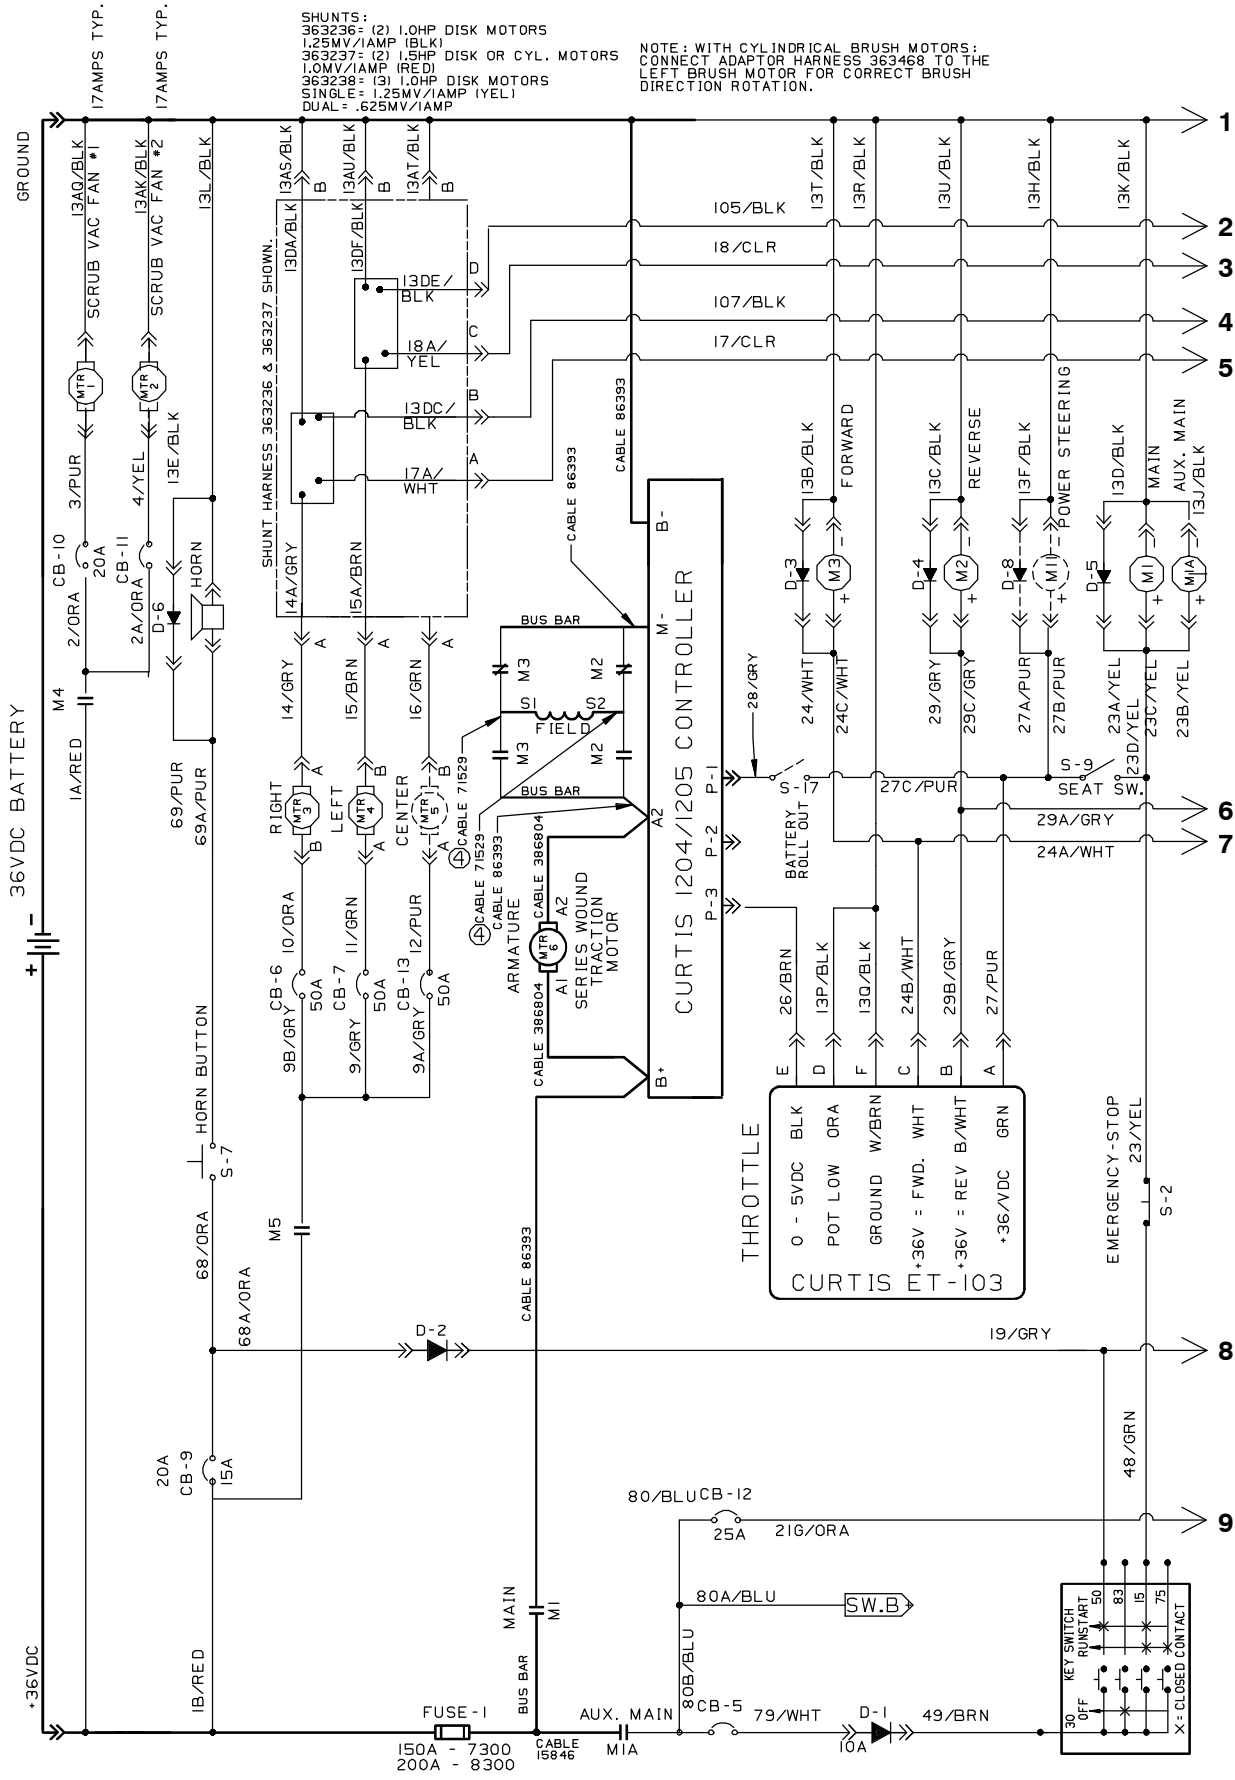 SHUNTS:
363236= (2) 1.0HP DISK MOTORS
1.25MV/1AMP (BLK)
363237= (2) 1.5HP DISK OR CYL. MOTORS
1.0MV/1AMP (RED)
363238= (3) 1.0HP DISK MOTORS
SINGLE= 1.25MV/1AMP (YEL)
DUAL= .625MV/1AMP
NOTE: WITH CYLINDRICAL BRUSH MOTORS:
CONNECT ADAPTOR HARNESS 363468 TO THE
LEFT BRUSH MOTOR FOR CORRECT BRUSH
DIRECTION ROTATION.
17AMPS TYP.
17AMPS TYP.
GROUND
13AQ/BLK
SCRUB VAC FAN #1
13AK/BLK
SCRUB VAC FAN #2
13L/BLK
13AS/BLK
B
13AU/BLK
B
13AT/BLK
B
13T/BLK
13R/BLK
13U/BLK
13H/BLK
13K/BLK
1
105/BLK
2
18/CLR
3
107/BLK
4
17/CLR
5
SHUNT HARNESS 363236 & 363237 SHOWN.
13DA/BLK
13DF/BLK
13DE/
BLK
D
18A/
YEL
C
13DC/
BLK
B
17A/
WHT
A
MTR
1
MTR
2
3/PUR
4/YEL
13E/BLK
CB-10
20A
CB-11
HORN
2/ORA
2A/ORA
D-6
14A/GRY
15A/BRN
A
A
A
M4
1A/RED
69/PUR
69A/PUR
14/GRY
15/BRN
16/GRN
A
B
B
RIGHT
MTR
3
LEFT
MTR
4
CENTER
MTR
5
B
A
A
10/ORA
11/GRN
12/PUR
CB-6
50A
CB-7
50A
CB-13
50A
9B/GRY
9/GRY
9A/GRY
CABLE 86393
CABLE 86393
BUS BAR
M3
M2
S1
S2
FIELD
M3
M2
BUS BAR
4
CABLE 71529
4
CABLE 71529
CABLE 86393
CABLE 386804
ARMATURE
MTR
6
A2
A1
SERIES WOUND
TRACTION
MOTOR
CABLE 386804
B-
M-
A2
B+
CURTIS 1204/1205 CONTROLLER
P-1
P-2
P-3
28/GRY
S-17
BATTERY
ROLL OUT
27C/PUR
S-9
SEAT SW.
13B/BLK
FORWARD
13C/BLK
REVERSE
13F/BLK
POWER STEERING
13D/BLK
MAIN
AUX. MAIN
13J/BLK
D-3
M3
-
+
D-4
M2
-
+
D-8
M11
-
+
D-5
M1
-
+
M1A
-
+
24/WHT
24C/WHT
29/GRY
29C/GRY
27A/PUR
27B/PUR
23A/YEL
23D/YEL
23C/YEL
23B/YEL
29A/GRY
6
24A/WHT
7
26/BRN
13P/BLK
13Q/BLK
24B/WHT
29B/GRY
27/PUR
E
D
F
C
B
A
THROTTLE
0 - 5VDC BLK
POT LOW ORA
GROUND W/BRN
+36V = FWD. WHT
+36V = REV B/WHT
+36/VDC GRN
CURTIS ET-103
EMERGENCY-STOP
23/YEL
S-2
36VDC BATTERY
-
+
HORN BUTTON
S-7
68/ORA
68A/ORA
M5
CABLE 86393
D-2
19/GRY
8
20A
CB-9
15A
48/GRN
80/BLU
CB-12
25A
21G/ORA
9
80A/BLU
SW.B+
80B/BLU
MAIN
M1
BUS BAR
+36VDC
1B/RED
FUSE-1
150A - 7300
200A - 8300
CABLE
15846
AUX. MAIN
M1A
CB-5
79/WHT
D-1
10A
49/BRN
KEY SWITCH
RUN
START
50
83
15
75
30
OFF
X = CLOSED CONTACT